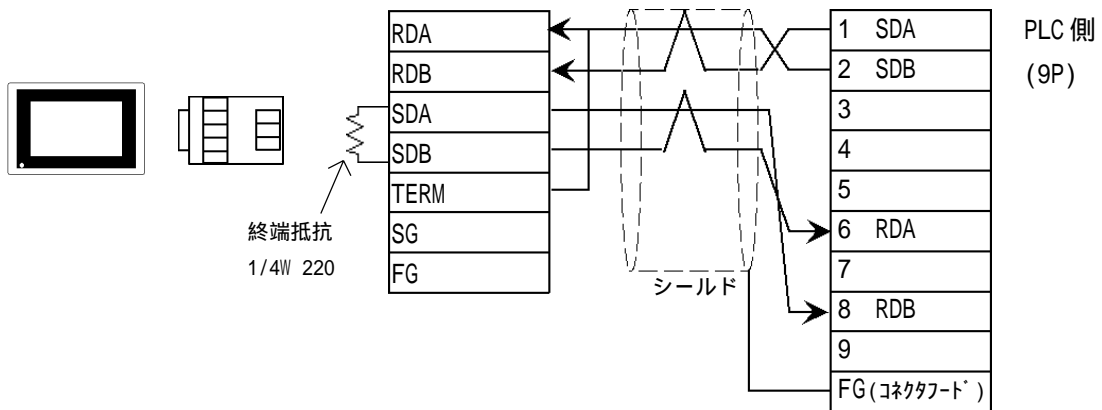 RDA
RDB
SDA
SDB
TERM
SG
FG
終端抵抗
1/4W 220
シールド
1 SDA
2 SDB
3
4
5
6 RDA
7
8 RDB
9
FG(ｺﾈｸﾀﾌｰﾄﾞ)
PLC 側
(9P)